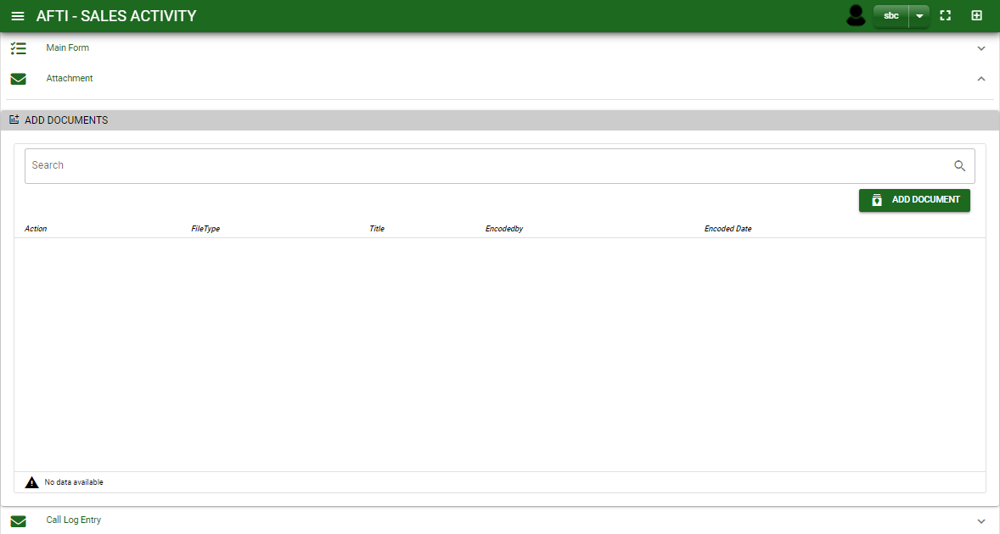 AFTI - SALES ACTIVITY
sbc
Main Form
Attachment
ADD DOCUMENTS
Search
ADD DOCUMENT
Action FileType Title Encodedby Encoded Date
No data available
Call Log Entry